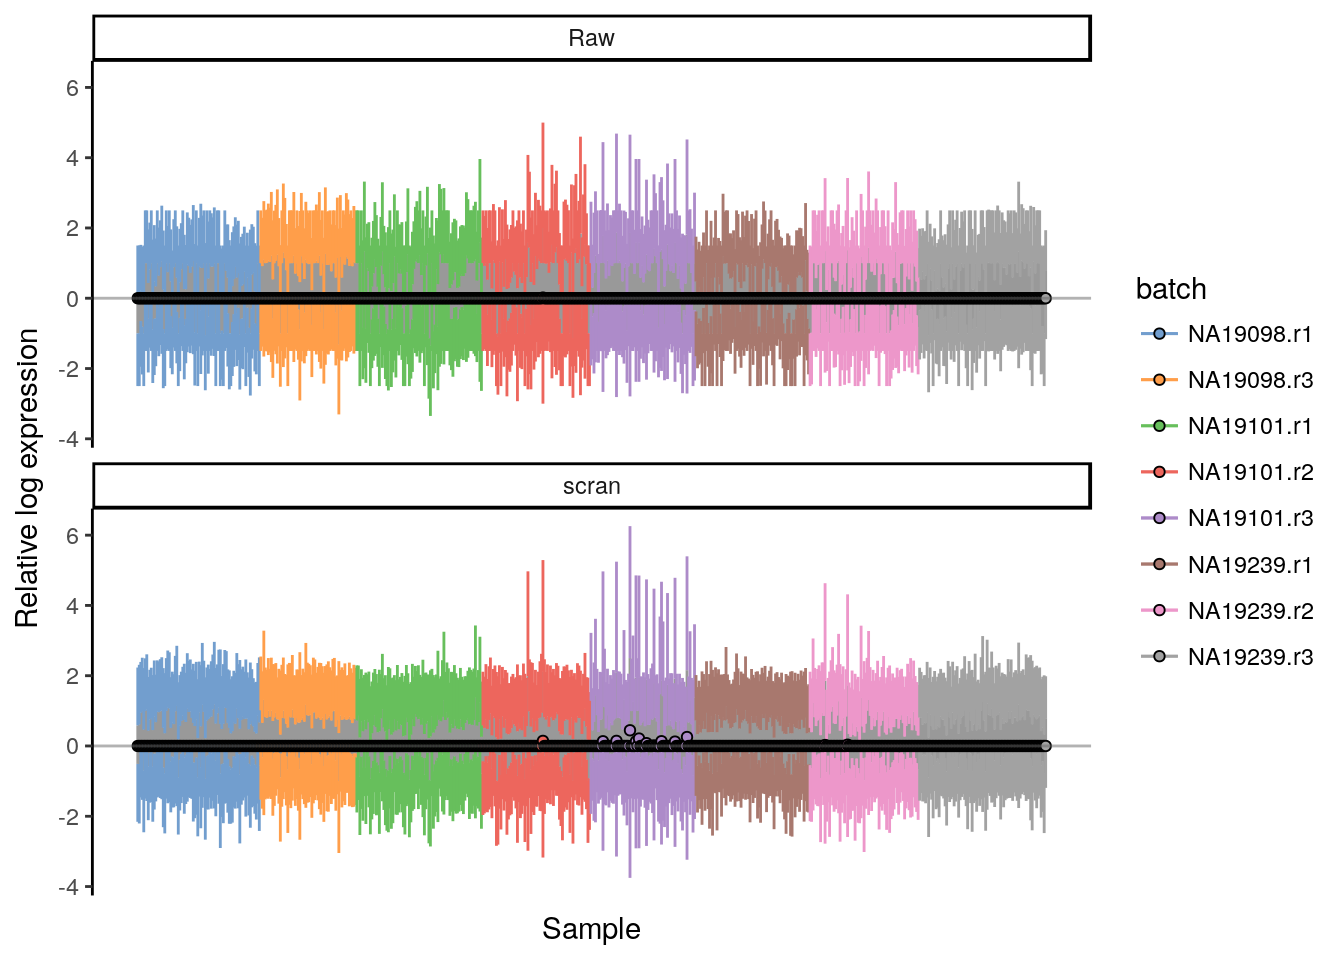 Raw
6
4
2
0
-2
-4
scran
6
4
2
0
-2
-4
Relative log expression
Sample
batch
NA19098.r1
NA19098.r3
NA19101.r1
NA19101.r2
NA19101.r3
NA19239.r1
NA19239.r2
NA19239.r3